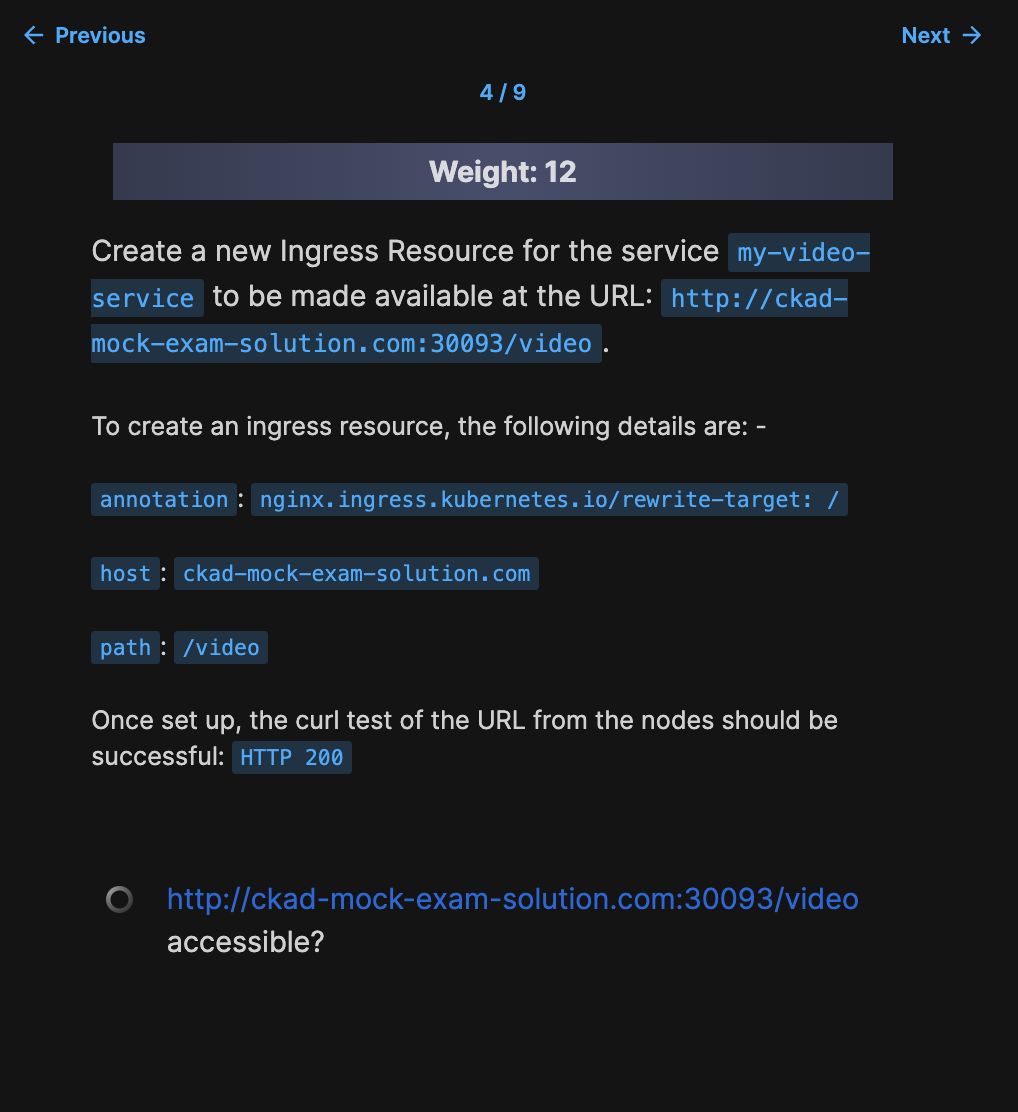 Previous
Next
4 / 9
Weight: 12
Create a new Ingress Resource for the service my-video-
service to be made available at the URL: http://ckad-
mock-exam-solution.com:30093/video .
To create an ingress resource, the following details are: -
annotation : nginx.ingress.kubernetes.io/rewrite-target: /
host : ckad-mock-exam-solution.com
path : /video
Once set up, the curl test of the URL from the nodes should be
successful: HTTP 200
http://ckad-mock-exam-solution.com:30093/video
accessible?